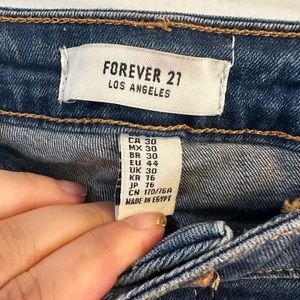 FOREVER 21
LOS ANGELES
CA 30
MX 30
BR 30
EU 44
UK 30
KR 76
JP 76
CN 170/76A
MADE IN EGYPT